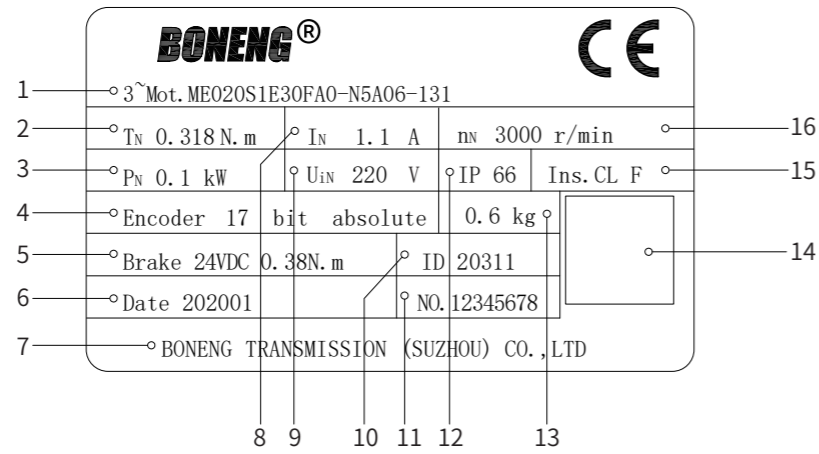 BONENG®
CE
1 3~Mot.ME020S1E30FA0-N5A06-131
2 TN 0.318 N.m IN 1.1 A nN 3000 r/min 16
3 PN 0.1 kW UiN 220 V IP 66 Ins.CL F 15
4 Encoder 17 bit absolute 0.6 kg
5 Brake 24VDC 0.38N.m ID 20311 14
6 Date 202001 NO.12345678
7 BONENG TRANSMISSION (SUZHOU) CO.,LTD
8 9 10 11 12 13